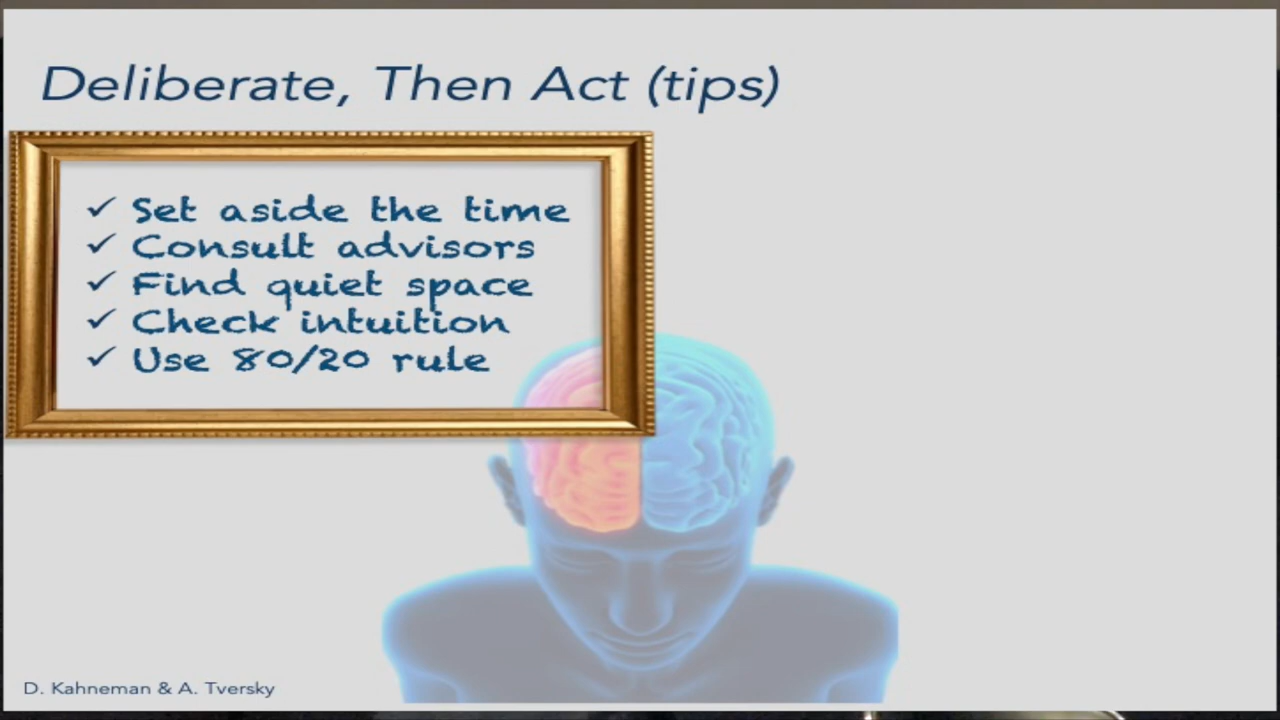 Deliberate, Then Act (tips)
✓ Set aside the time
✓ Consult advisors
✓ Find quiet space
✓ Check intuition
✓ Use 80/20 rule
D. Kahneman & A. Tversky